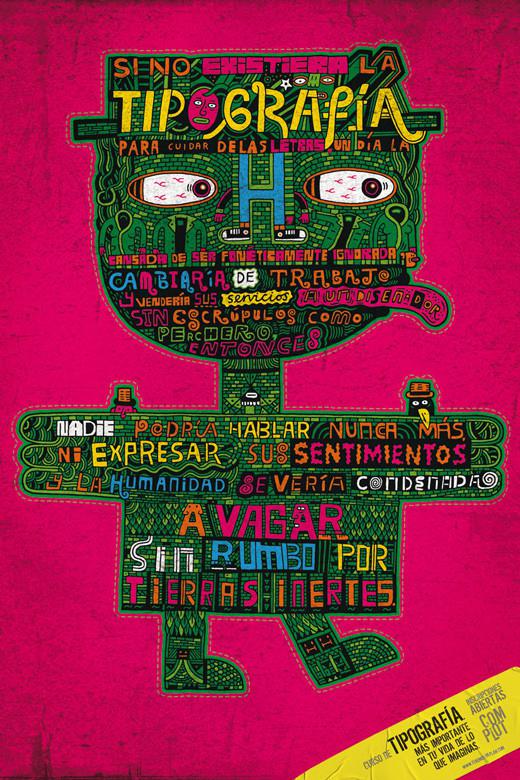 SI NO EXISTIERA LA
TIPOGRAFÍA
PARA CUIDAR DE LAS LETRAS, UN DÍA LA
H
CANSADA DE SER FONÉTICAMENTE IGNORADA
CAMBIARÍA DE TRABAJO
Y VENDERÍA SUS servicios A UN DISEÑADOR
SIN ESCRÚPULOS COMO
PERCHERO
ENTONCES
NADIE PODRÍA HABLAR NUNCA MÁS
NI EXPRESAR SUS SENTIMIENTOS
Y LA HUMANIDAD SE VERÍA CONDENADA
A VAGAR
SIN RUMBO POR
TIERRAS INERTES
CURSO DE TIPOGRAFÍA.
MÁS IMPORTANTE
EN TU VIDA DE LO
QUE IMAGINAS
INSCRIPCIONES
ABIERTAS
COM
PLOT